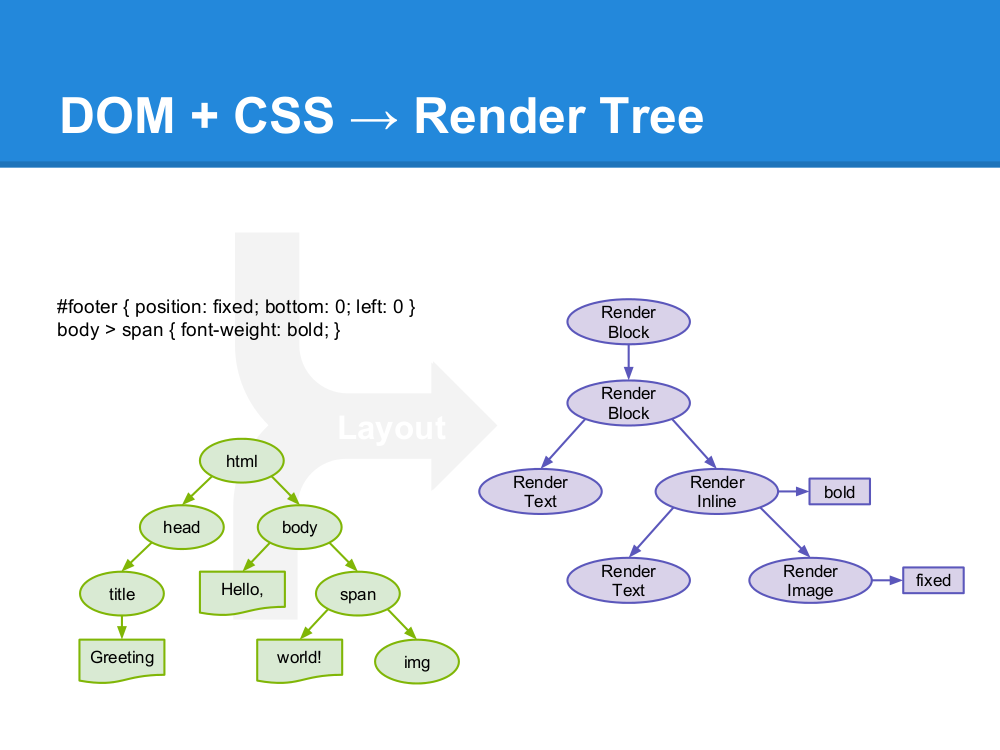 DOM + CSS → Render Tree
#footer { position: fixed; bottom: 0; left: 0 }
body > span { font-weight: bold; }
Layout
html
head
body
title
Hello,
span
Greeting
world!
img
Render
Block
Render
Block
Render
Text
Render
Inline
bold
Render
Text
Render
Image
fixed